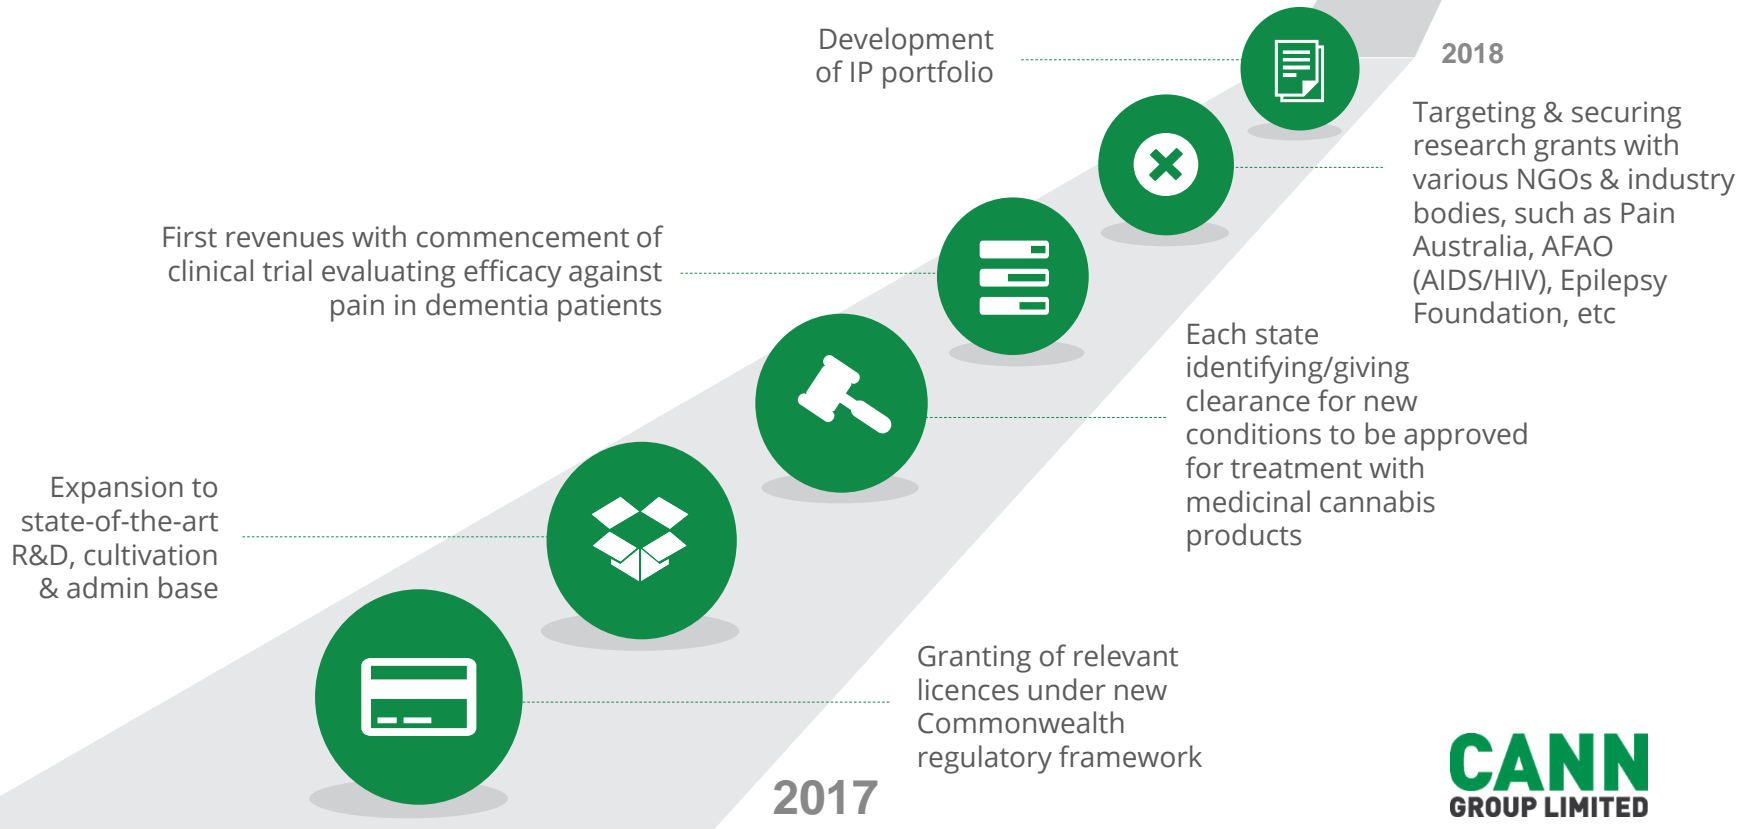 Development
of IP portfolio
2018
Targeting & securing
research grants with
various NGOs & industry
bodies, such as Pain
Australia, AFAO
(AIDS/HIV), Epilepsy
Foundation, etc
First revenues with commencement of
clinical trial evaluating efficacy against
pain in dementia patients
Each state
identifying/giving
clearance for new
conditions to be approved
for treatment with
medicinal cannabis
products
Expansion to
state-of-the-art
R&D, cultivation
& admin base
Granting of relevant
licences under new
Commonwealth
regulatory framework
2017
CANN
GROUP LIMITED